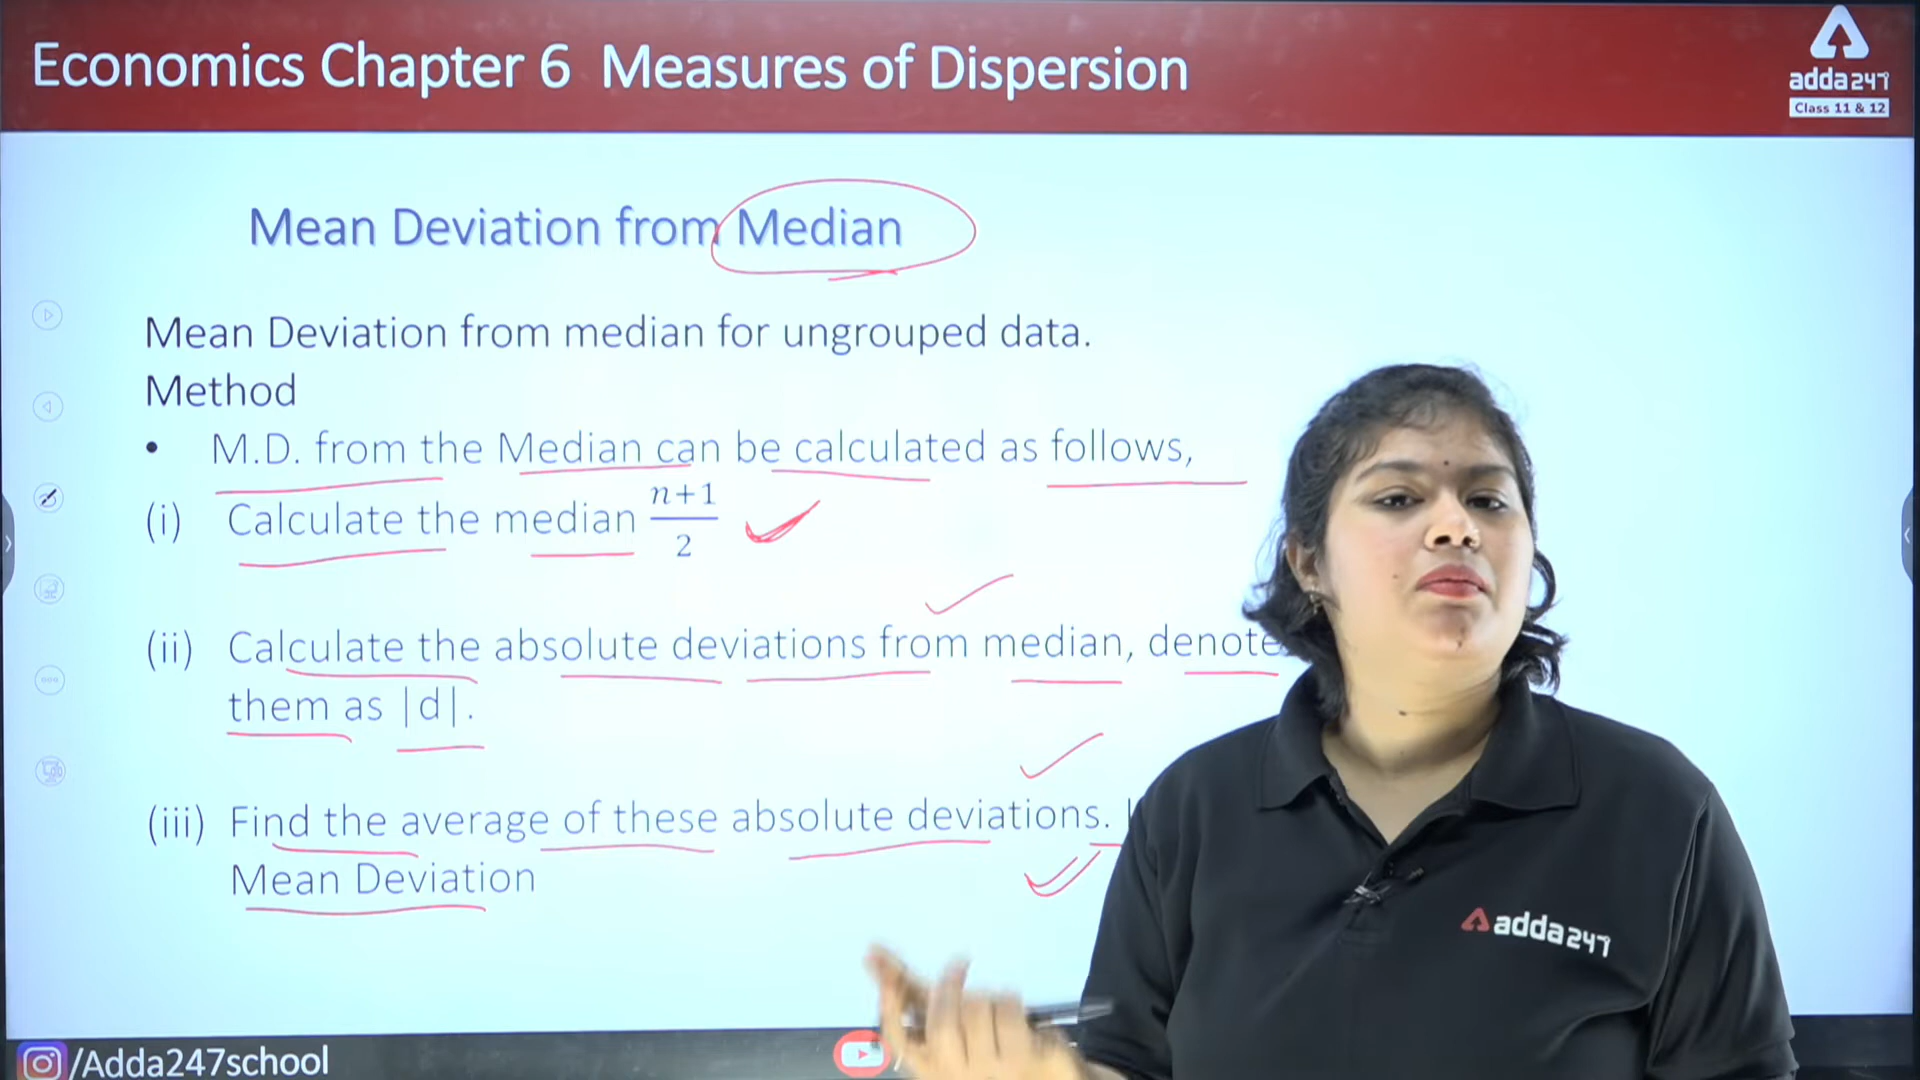 Economics Chapter 6 Measures of Dispersion
adda247
Class 11 & 12
Mean Deviation from Median
Mean Deviation from median for ungrouped data.
Method
• M.D. from the Median can be calculated as follows,
(i) Calculate the median n+1
2
(ii) Calculate the absolute deviations from median, denote
them as |d|.
(iii) Find the average of these absolute deviations.
Mean Deviation
adda247
/Adda247school